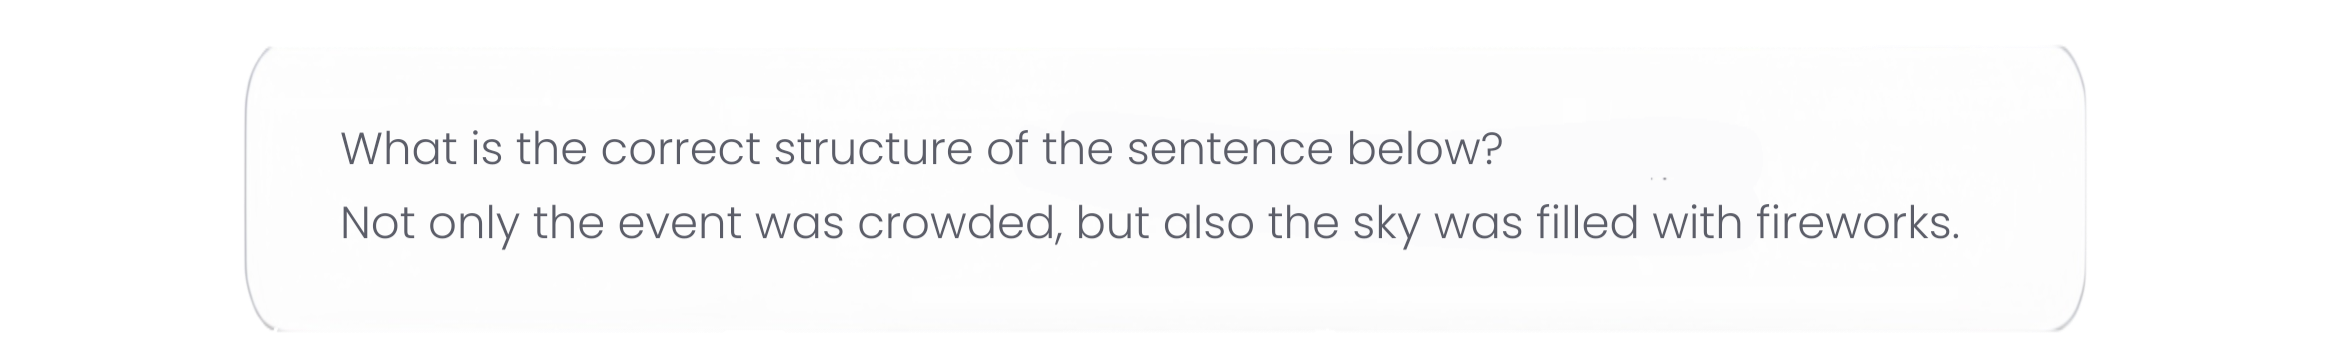 What is the correct structure of the sentence below?
Not only the event was crowded, but also the sky was filled with fireworks.